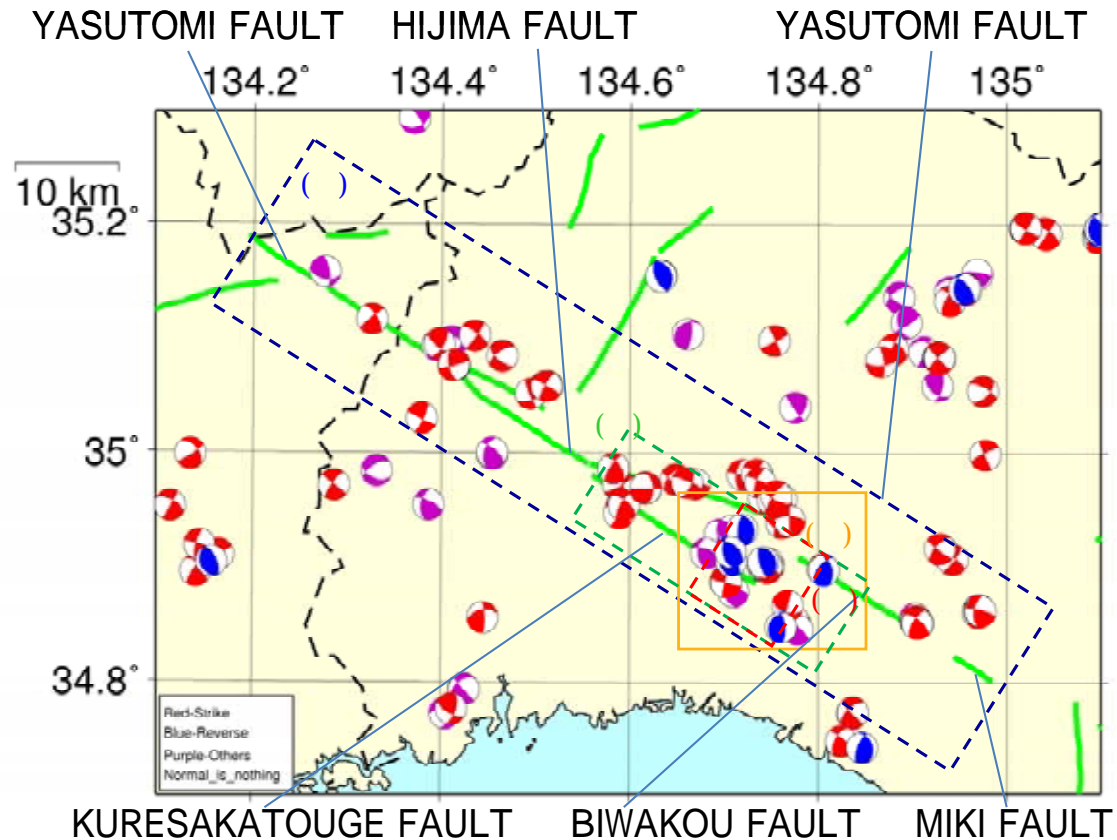 YASUTOMI FAULT HIJIMA FAULT YASUTOMI FAULT
134.2° 134.4° 134.6° 134.8° 135°
10 km
35.2°
35°
34.8°
( )
( )
( )
( )
Red-Strike
Blue-Reverse
Purple-Others
Normal_is_nothing
KURESAKATOUGE FAULT BIWAKOU FAULT MIKI FAULT